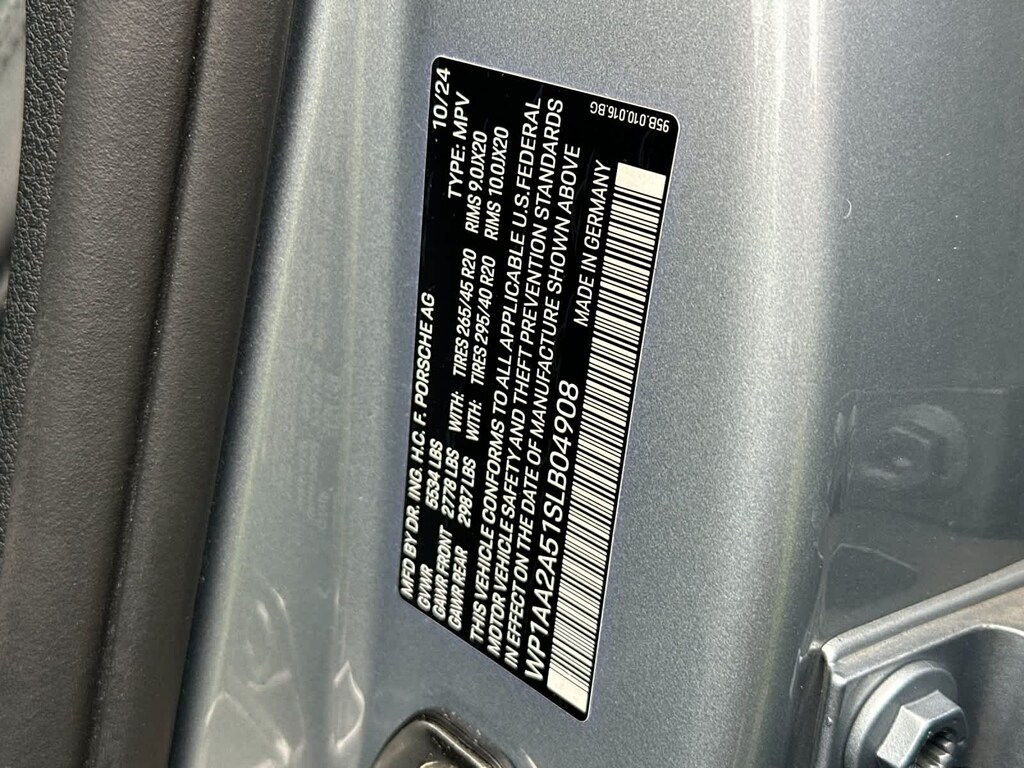 10/24
MFD BY DR. ING. H.C. F. PORSCHE AG
GVWR 5534 LBS TYPE: MPV
GAWR FRONT 2778 LBS WITH: TIRES 265/45 R20 RIMS 9.0JX20
GAWR REAR 2987 LBS WITH: TIRES 295/40 R20 RIMS 10.0JX20
THIS VEHICLE CONFORMS TO ALL APPLICABLE U.S. FEDERAL
MOTOR VEHICLE SAFETY AND THEFT PREVENTION STANDARDS
IN EFFECT ON THE DATE OF MANUFACTURE SHOWN ABOVE
WP1AA2A51SLB04908 MADE IN GERMANY
95B.010.016.BG